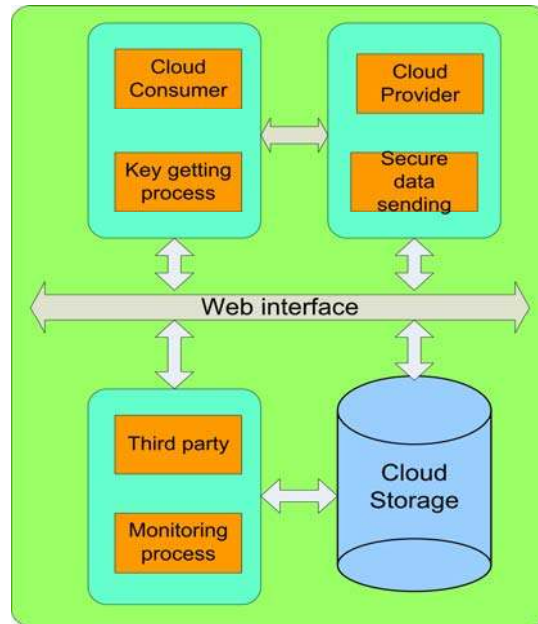 Cloud
Consumer
Key getting
process
Cloud
Provider
Secure
data
sending
Web interface
Third party
Monitoring
process
Cloud
Storage